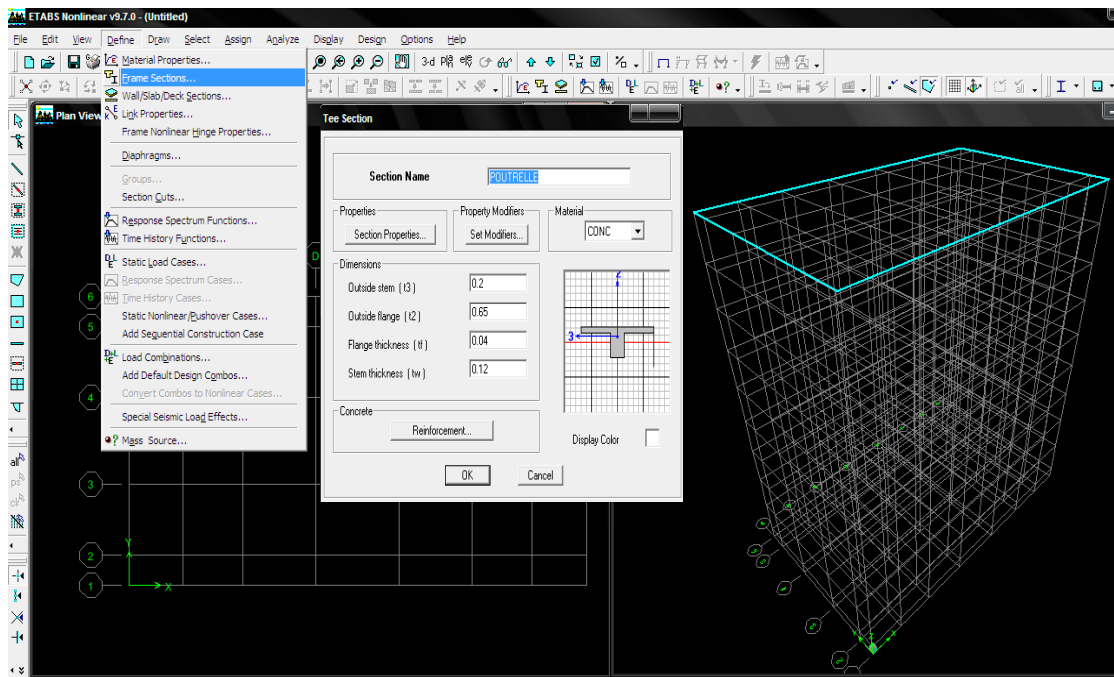 ETABS Nonlinear v9.7.0 - (Untitled)
File Edit View Define Draw Select Assign Analyze Display Design Options Help
3-d
Plan View
Material Properties...
Frame Sections...
Wall/Slab/Deck Sections...
Link Properties...
Frame Nonlinear Hinge Properties...
Diaphragms...
Groups...
Section Cuts...
Response Spectrum Functions...
Time History Functions...
Static Load Cases...
Response Spectrum Cases...
Time History Cases...
Static Nonlinear/Pushover Cases...
Add Sequential Construction Case
Load Combinations...
Add Default Design Combos...
Convert Combos to Nonlinear Cases...
Special Seismic Load Effects...
Mass Source...
Tee Section
Section Name POUTRELLE
Properties
Section Properties...
Property Modifiers
Set Modifiers...
Material
CONC
Dimensions
Outside stem ( t3 ) 0.2
Outside flange ( t2 ) 0.65
Flange thickness ( tf ) 0.04
Stem thickness ( tw ) 0.12
2
3
Concrete
Reinforcement...
Display Color
OK Cancel
D
6
5
4
3
2
1
Y
X
all
ps
clr